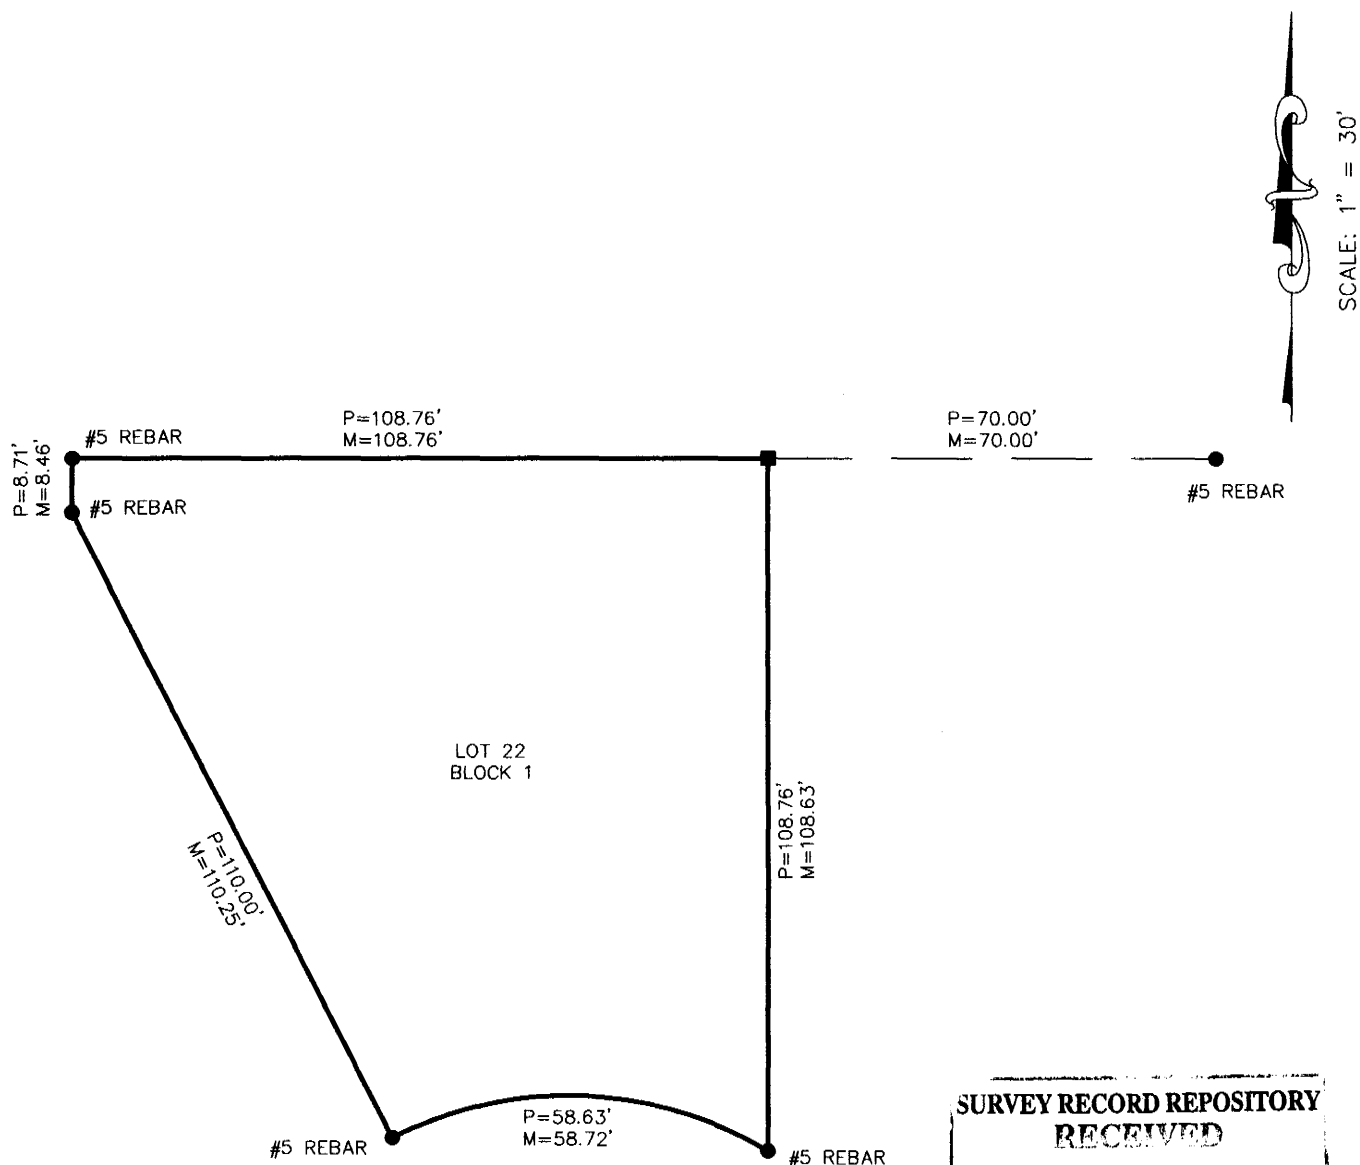 SCALE: 1" = 30'
P=108.76'
M=108.76'
P=70.00'
M=70.00'
#5 REBAR
P=8.71'
M=8.46'
#5 REBAR
#5 REBAR
LOT 22
BLOCK 1
P=108.76'
M=108.63'
P=110.00'
M=110.25'
P=58.63'
M=58.72'
#5 REBAR
#5 REBAR
SURVEY RECORD REPOSITORY
RECEIVED